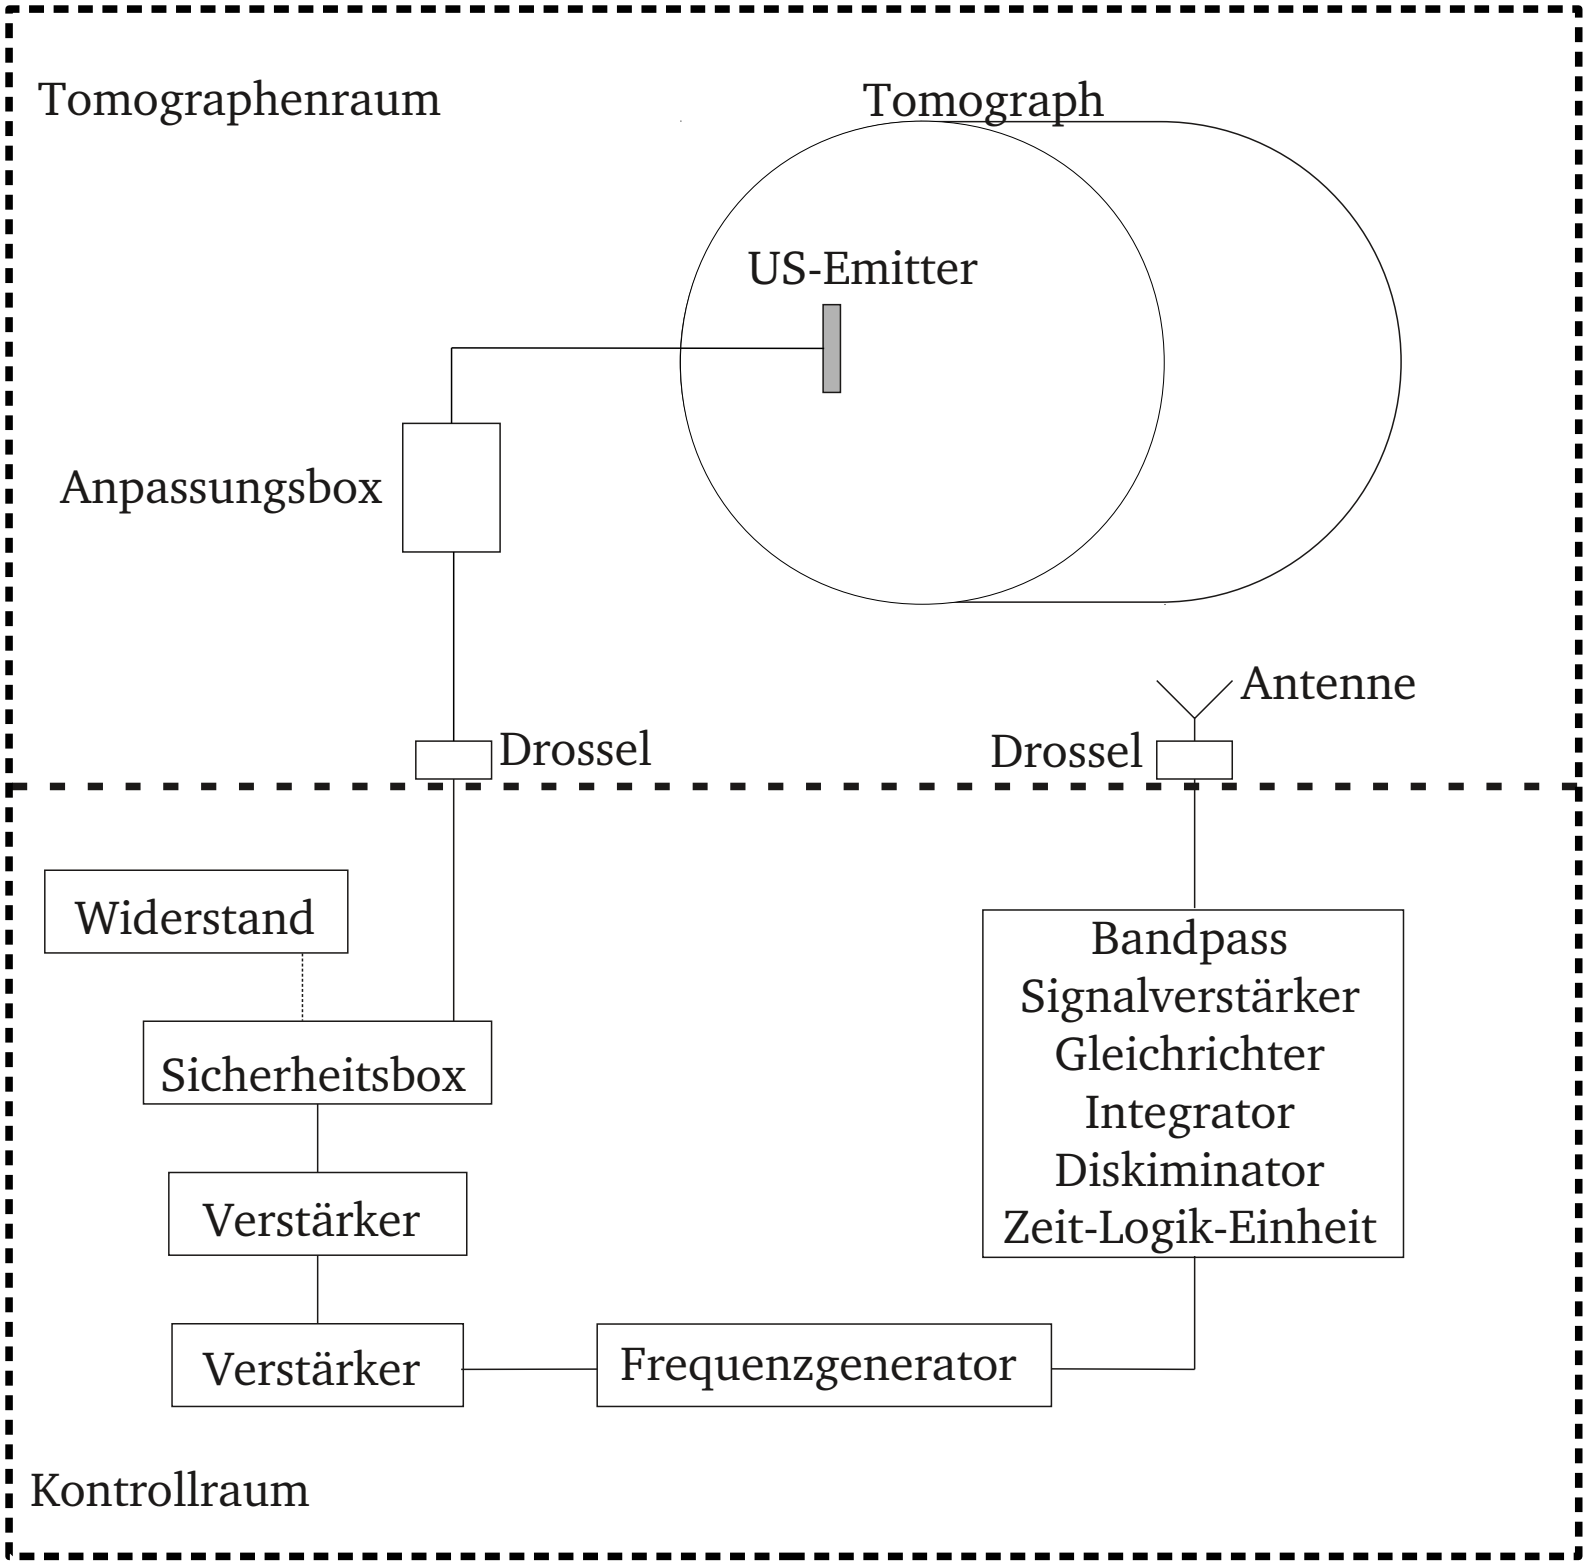 Tomographenraum
Tomograph
US-Emitter
Anpassungsbox
Antenne
Drossel
Drossel
Widerstand
Bandpass
Signalverstärker
Gleichrichter
Integrator
Diskiminator
Zeit-Logik-Einheit
Sicherheitsbox
Verstärker
Verstärker
Frequenzgenerator
Kontrollraum